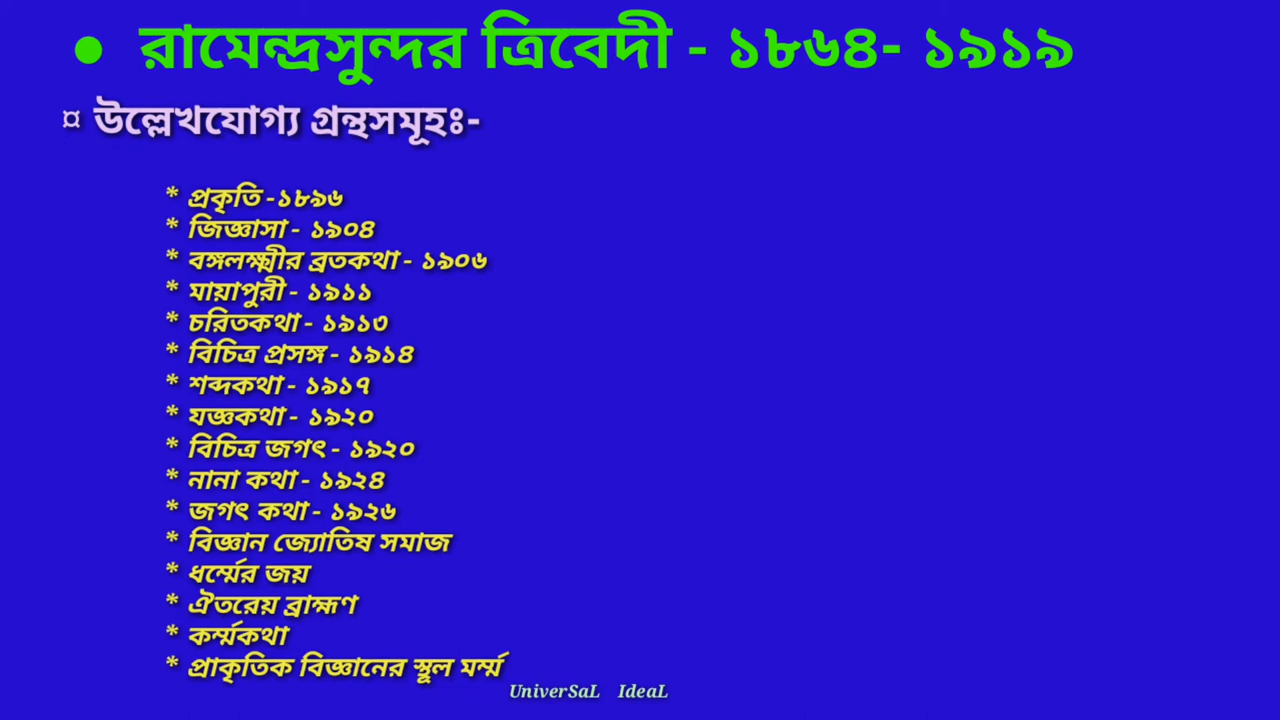 ● রামেন্দ্রসুন্দর ত্রিবেদী - ১৮৬৪- ১৯১৯
¤ উল্লেখযোগ্য গ্রন্থসমূহঃ-
* প্রকৃতি -১৮৯৬
* জিজ্ঞাসা - ১৯০৪
* বঙ্গলক্ষ্মীর ব্রতকথা - ১৯০৬
* মায়াপুরী - ১৯১১
* চরিতকথা - ১৯১৩
* বিচিত্র প্রসঙ্গ - ১৯১৪
* শব্দকথা - ১৯১৭
* যজ্ঞকথা - ১৯২০
* বিচিত্র জগৎ - ১৯২০
* নানা কথা - ১৯২৪
* জগৎ কথা - ১৯২৬
* বিজ্ঞান জ্যোতিষ সমাজ
* ধর্ম্মের জয়
* ঐতরেয় ব্রাহ্মণ
* কর্ম্মকথা
* প্রাকৃতিক বিজ্ঞানের স্থূল মর্ম্ম
UniverSaL IdeaL